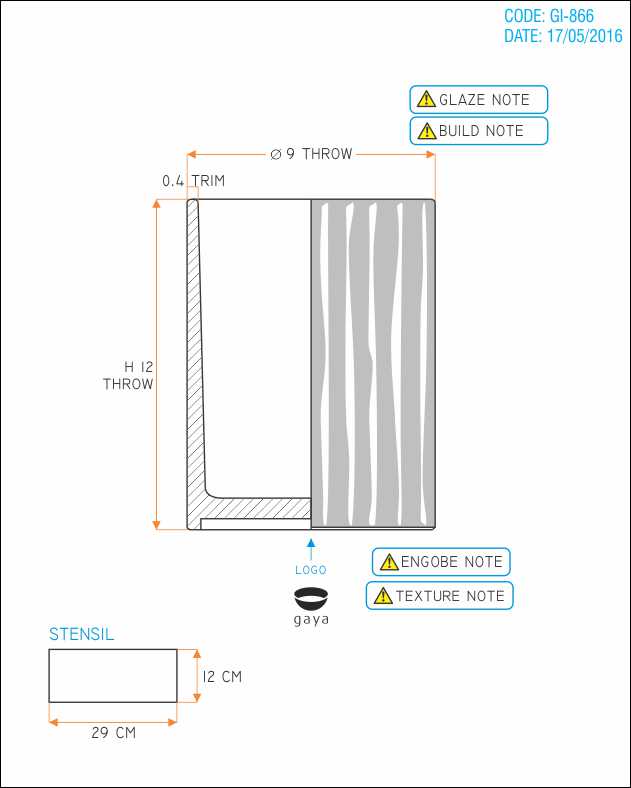 CODE: GI-866
DATE: 17/05/2016
GLAZE NOTE
BUILD NOTE
Ø 9 THROW
0.4 TRIM
H 12
THROW
ENGOBE NOTE
LOGO
TEXTURE NOTE
gaya
STENSIL
12 CM
29 CM